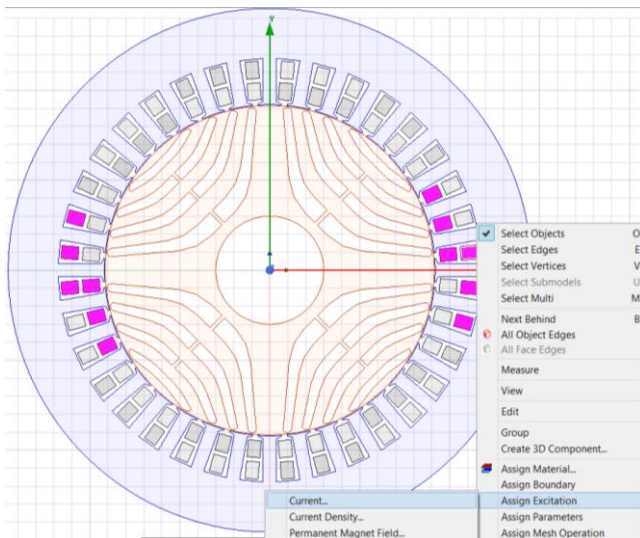 Y
Select Objects O
Select Edges E
Select Vertices V
Select Submodels U
Select Multi M
Next Behind B
All Object Edges
All Face Edges
Measure
View
Edit
Group
Create 3D Component...
Assign Material...
Assign Boundary
Assign Excitation
Assign Parameters
Assign Mesh Operation
Current...
Current Density...
Permanent Magnet Field...